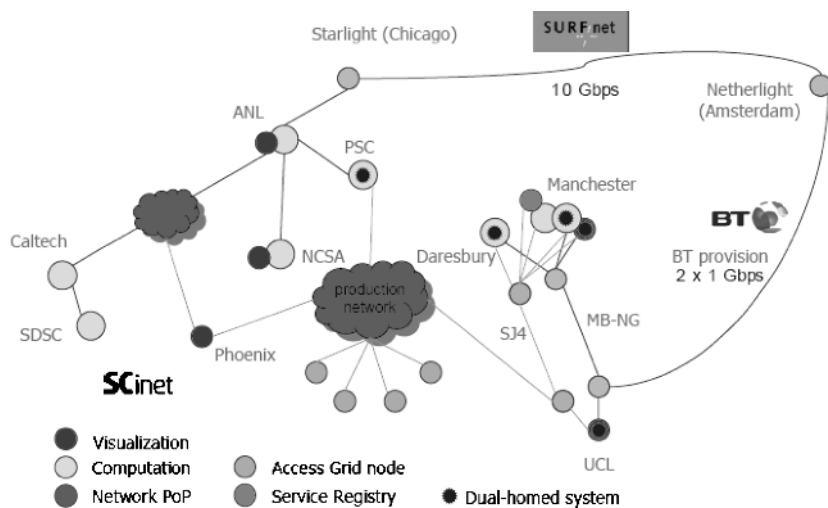 SURF net
Starlight (Chicago)
10 Gbps
Netherlight
(Amsterdam)
ANL
PSC
Manchester
BT
Caltech
NCSA
Daresbury
BT provision
2 x 1 Gbps
production
network
SDSC
Phoenix
SJ4
MB-NG
SCinet
UCL
Visualization
Computation
Access Grid node
Network PoP
Service Registry
Dual-homed system